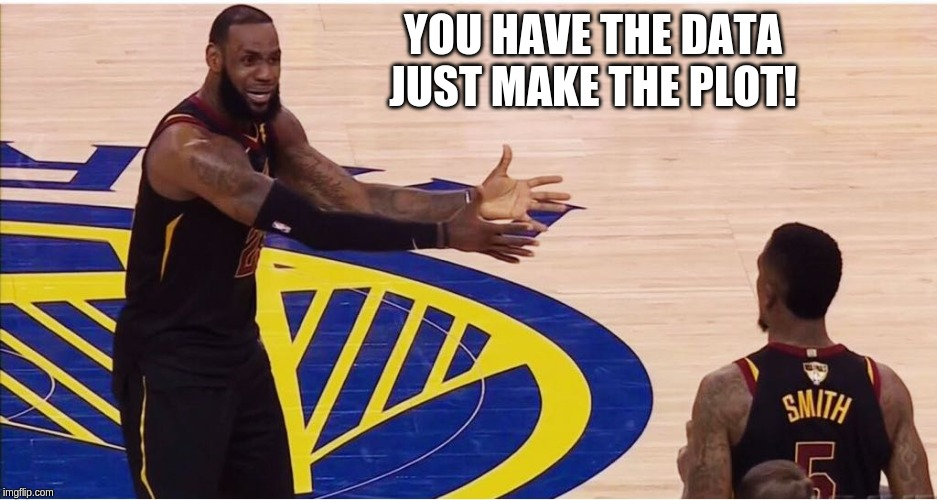 YOU HAVE THE DATA
JUST MAKE THE PLOT!
SMITH
5
imgflip.com